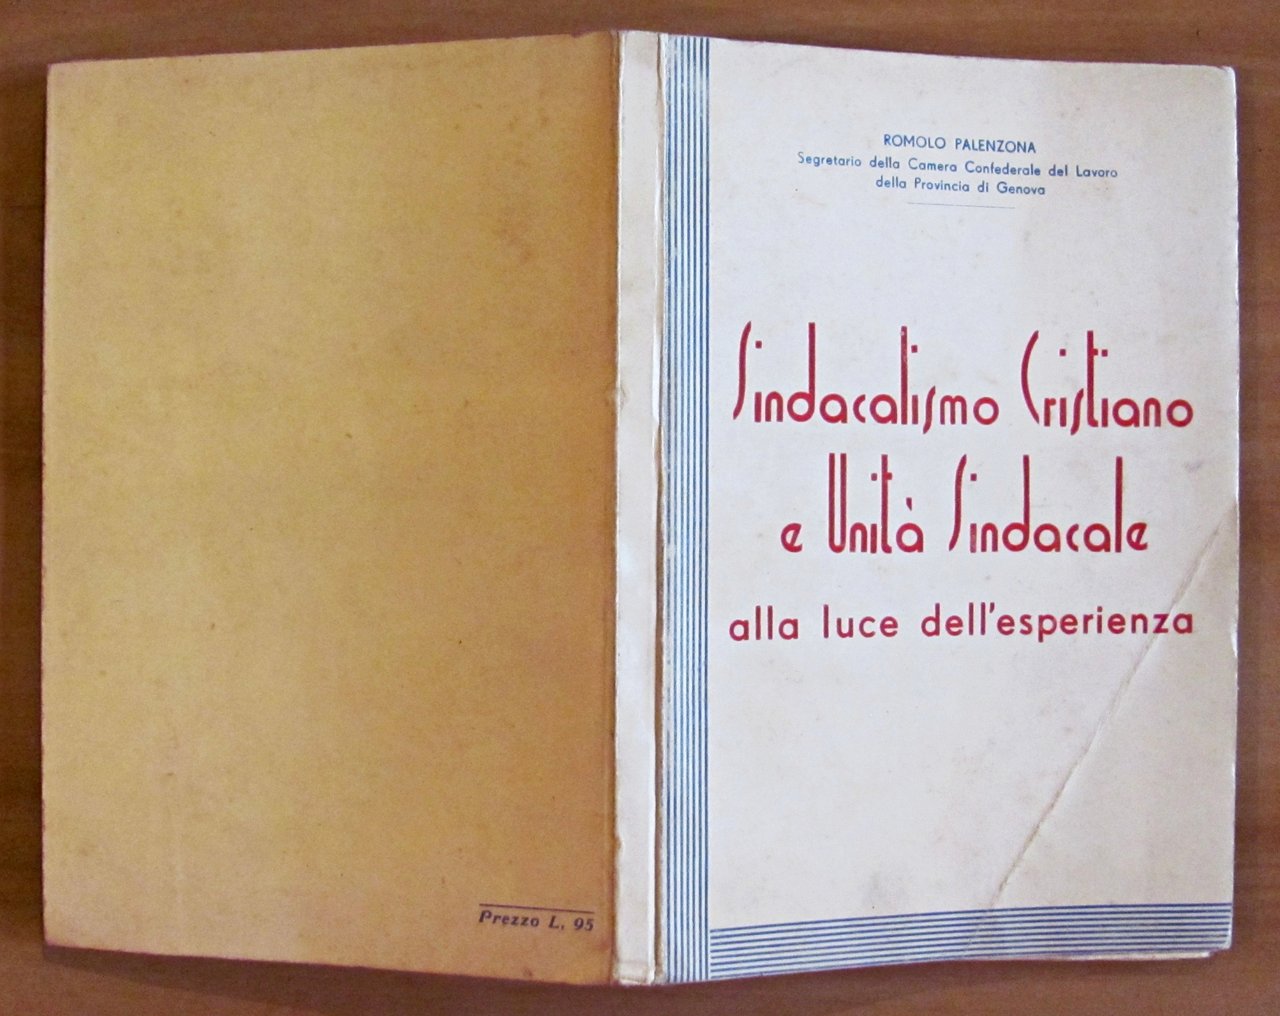 ROMOLO PALENZONA
Segretario della Camera Confederale del Lavoro
della Provincia di Genova
Sindacalismo Cristiano
e Unità Sindacale
alla luce dell'esperienza
Prezzo L. 95